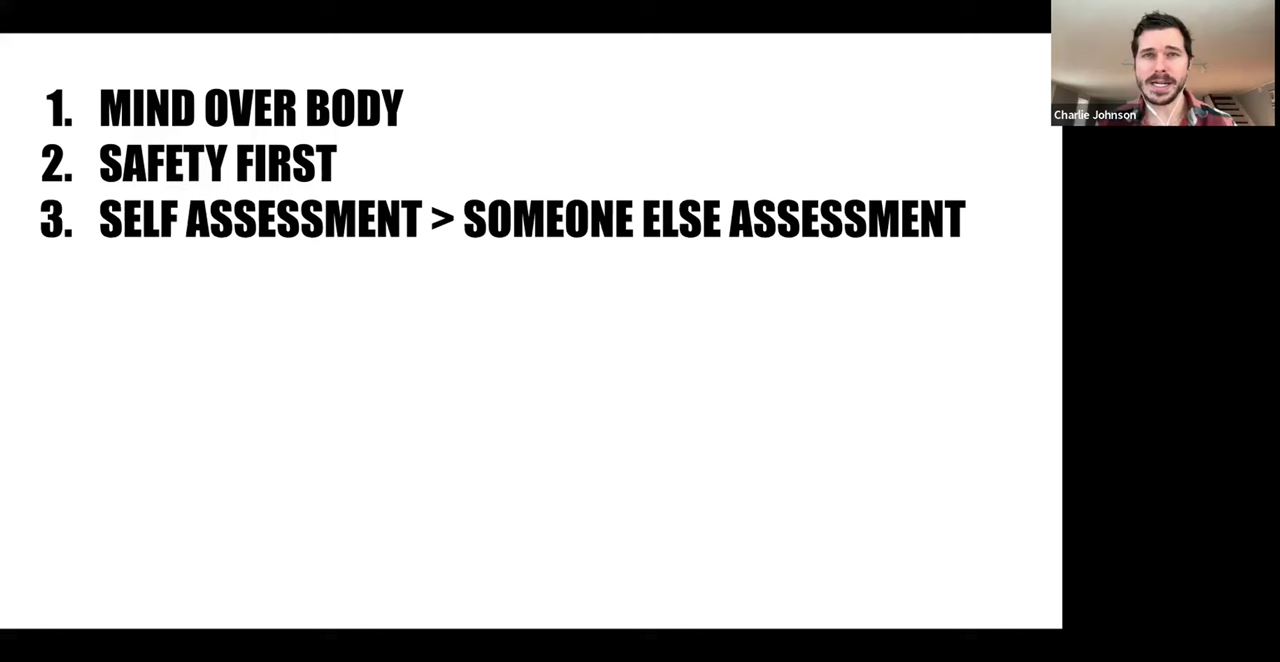 1. MIND OVER BODY
2. SAFETY FIRST
3. SELF ASSESSMENT > SOMEONE ELSE ASSESSMENT
Charlie Johnson